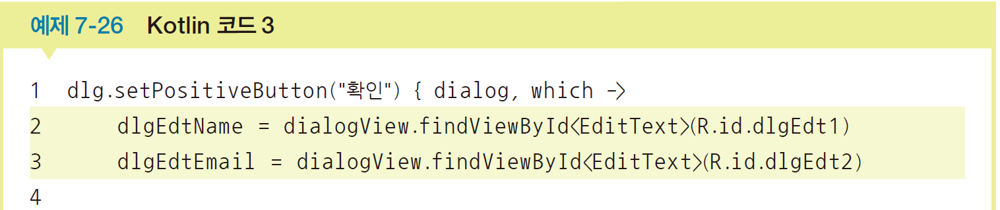 예제 7-26 Kotlin 코드 3
1 dlg.setPositiveButton("확인") { dialog, which ->
2 dlgEdtName = dialogView.findViewById<EditText>(R.id.dlgEdt1)
3 dlgEdtEmail = dialogView.findViewById<EditText>(R.id.dlgEdt2)
4